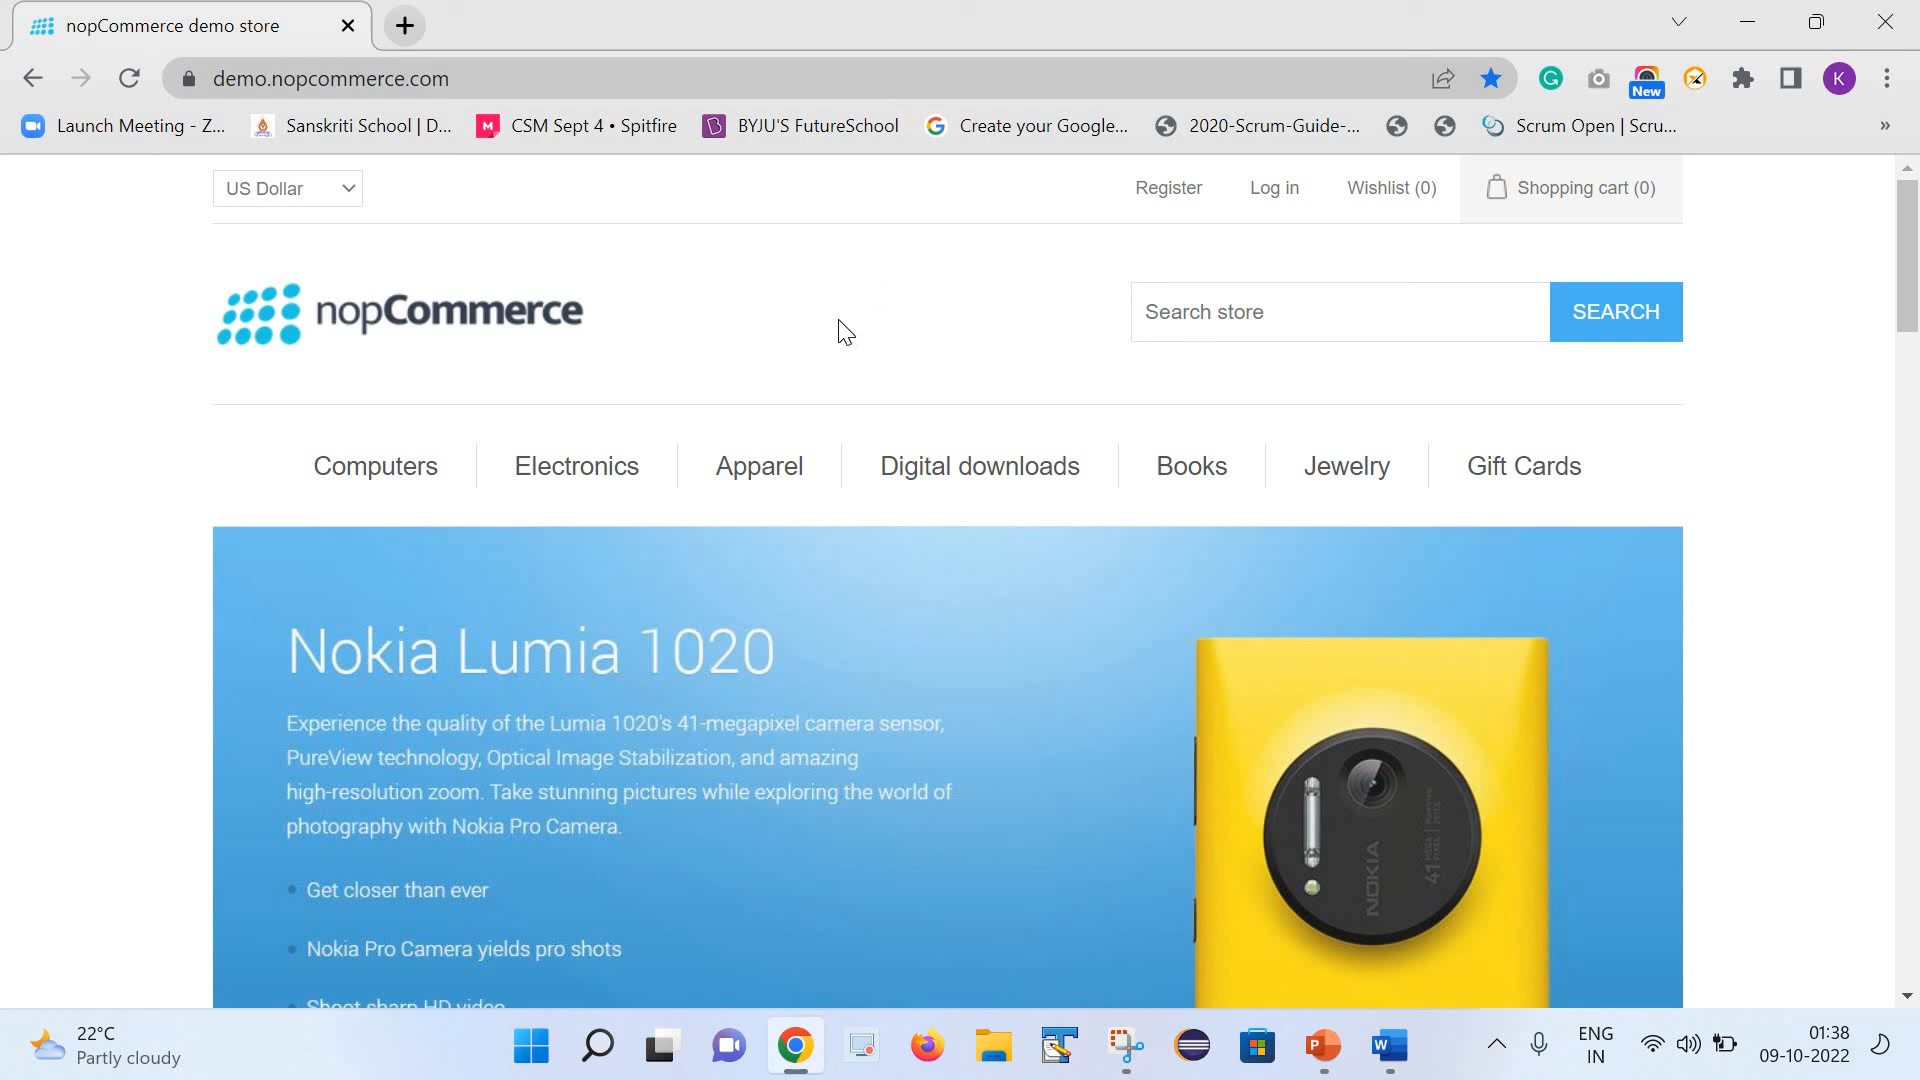 nopCommerce demo store
demo.nopcommerce.com
New
K
Launch Meeting - Z...
Sanskriti School | D...
CSM Sept 4 • Spitfire
BYJU'S FutureSchool
Create your Google...
2020-Scrum-Guide-...
Scrum Open | Scru...
»
US Dollar
Register
Log in
Wishlist (0)
Shopping cart (0)
nopCommerce
Search store
SEARCH
Computers
Electronics
Apparel
Digital downloads
Books
Jewelry
Gift Cards
Nokia Lumia 1020
Experience the quality of the Lumia 1020's 41-megapixel camera sensor,
PureView technology, Optical Image Stabilization, and amazing
high-resolution zoom. Take stunning pictures while exploring the world of
photography with Nokia Pro Camera.
• Get closer than ever
• Nokia Pro Camera yields pro shots
• Shoot sharp HD video
NOKIA
22°C
Partly cloudy
ENG
IN
01:38
09-10-2022